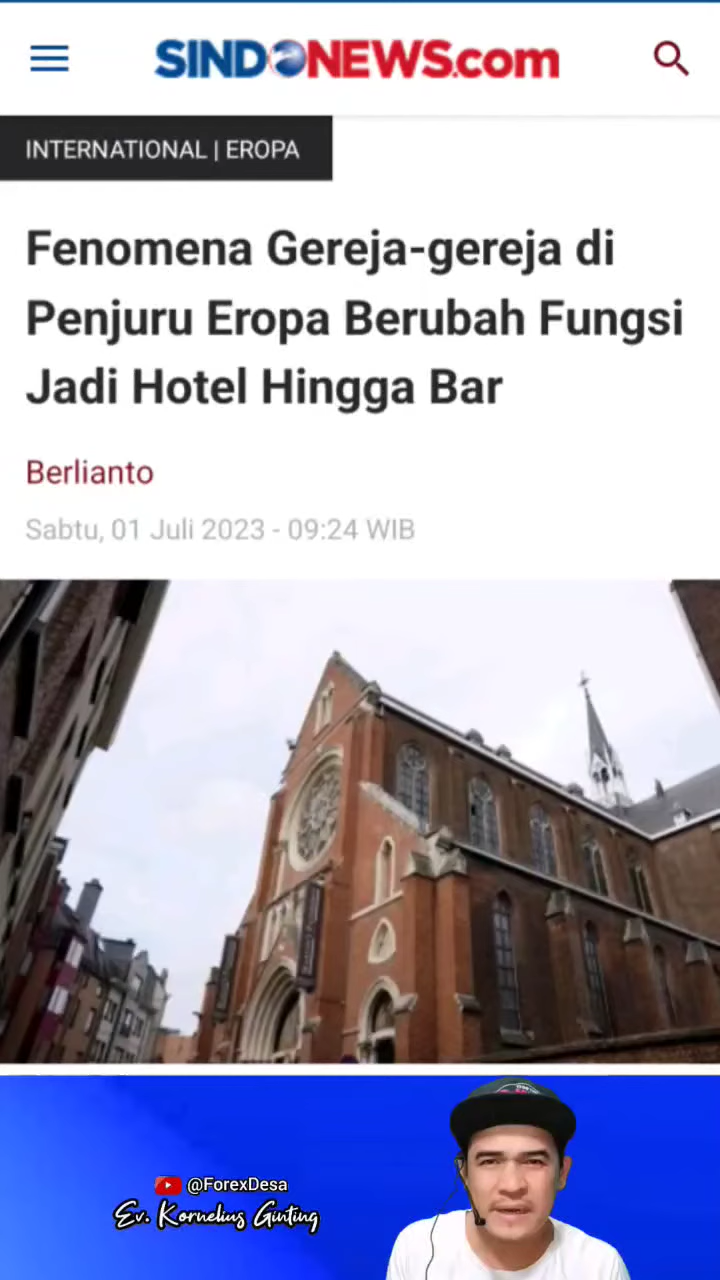 SINDONEWS.com
INTERNATIONAL | EROPA
Fenomena Gereja-gereja di
Penjuru Eropa Berubah Fungsi
Jadi Hotel Hingga Bar
Berlianto
Sabtu, 01 Juli 2023 - 09:24 WIB
@ForexDesa
Ev. Kornelius Ginting